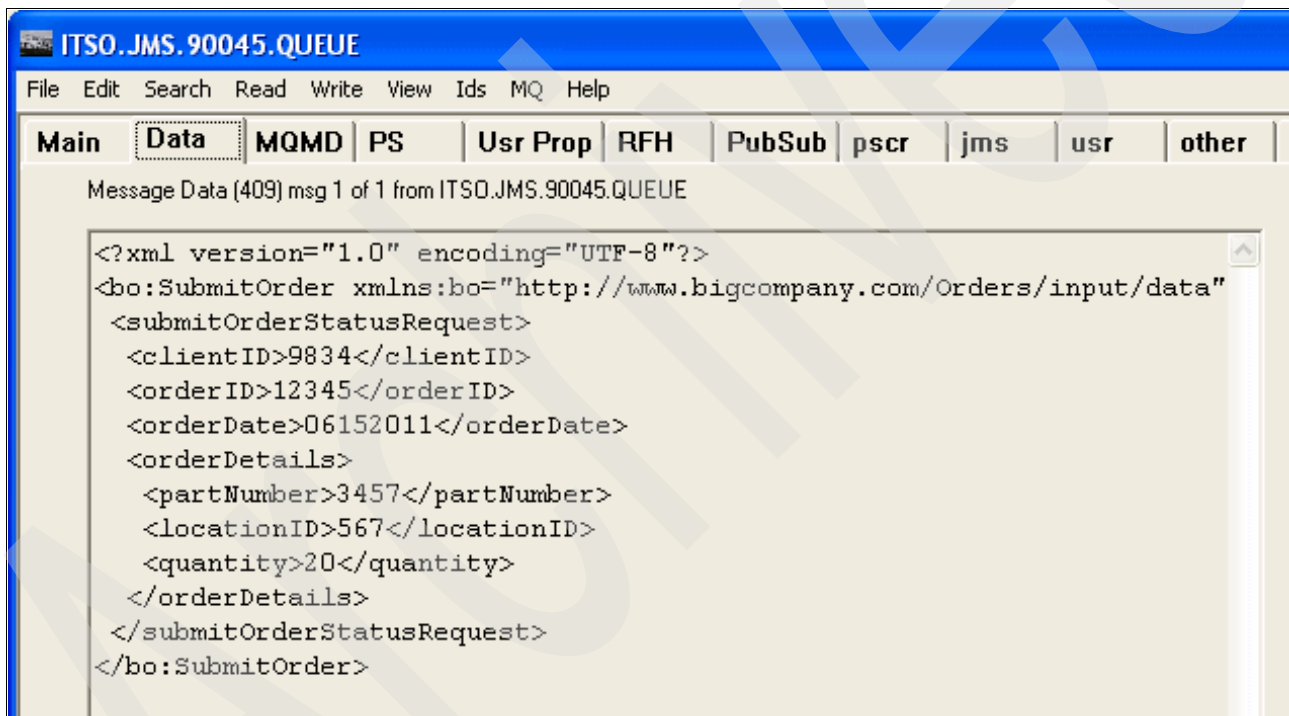 ITSO.JMS.90045.QUEUE
File Edit Search Read Write View Ids MQ Help
Main Data MQMD PS Usr Prop RFH PubSub pscr jms usr other
Message Data (409) msg 1 of 1 from ITSO.JMS.90045.QUEUE
<?xml version="1.0" encoding="UTF-8"?>
<bo:SubmitOrder xmlns:bo="http://www.bigcompany.com/Orders/input/data"
<submitOrderStatusRequest>
<clientID>9834</clientID>
<orderID>12345</orderID>
<orderDate>06152011</orderDate>
<orderDetails>
<partNumber>3457</partNumber>
<locationID>567</locationID>
<quantity>20</quantity>
</orderDetails>
</submitOrderStatusRequest>
</bo:SubmitOrder>